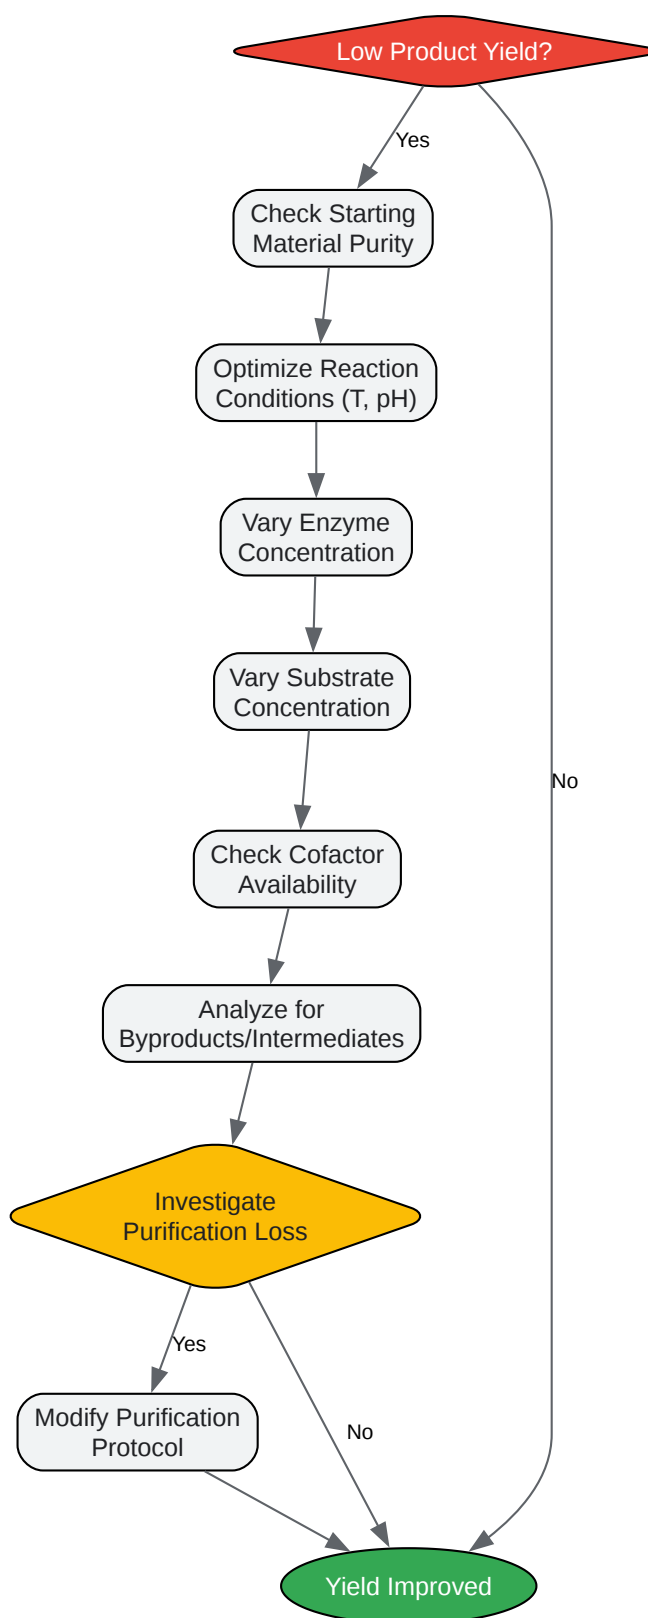 Low Product Yield?
Yes
Check Starting
Material Purity
Optimize Reaction
Conditions (T, pH)
Vary Enzyme
Concentration
Vary Substrate
Concentration
No
Check Cofactor
Availability
Analyze for
Byproducts/Intermediates
Investigate
Purification Loss
Yes
Modify Purification
Protocol
No
Yield Improved